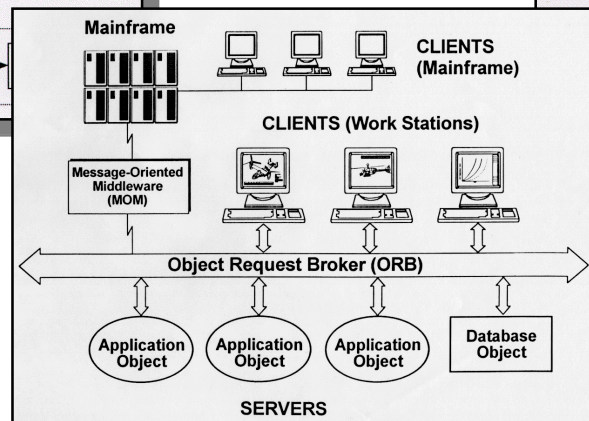 Mainframe
CLIENTS
(Mainframe)
CLIENTS (Work Stations)
Message-Oriented
Middleware
(MOM)
Object Request Broker (ORB)
Application
Object
Application
Object
Application
Object
Database
Object
SERVERS